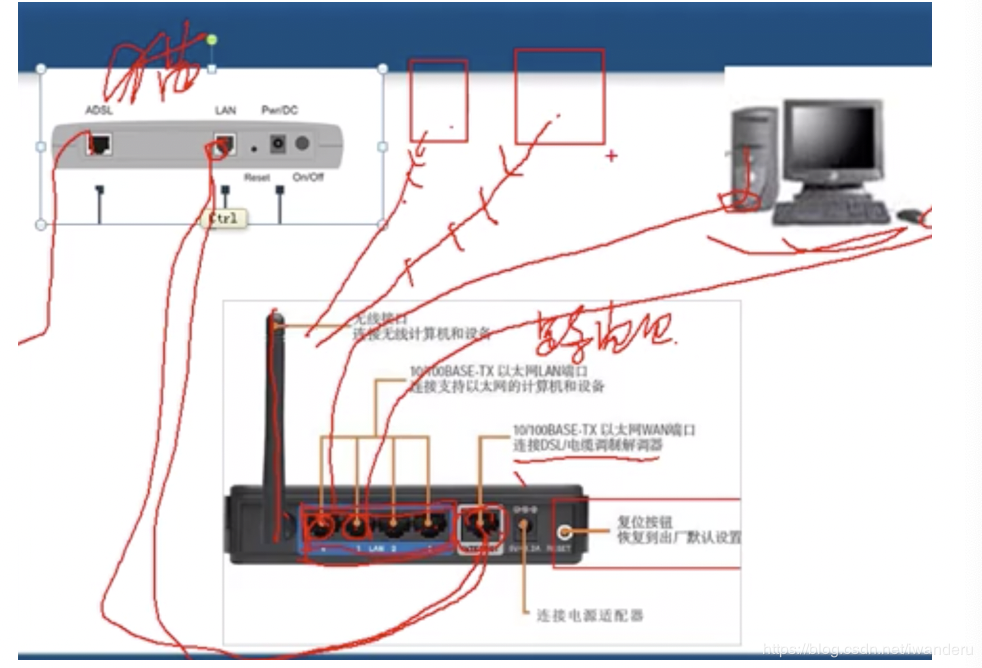 ADSL
LAN
Pwr/DC
Reset
On/Off
Ctrl
无线接口
连接无线计算机和设备
10/100BASE-TX 以太网LAN端口
连接支持以太网的计算机和设备
10/100BASE-TX 以太网WAN端口
连接DSL/电缆调制解调器
复位按钮
恢复到出厂默认设置
LAN
RESET
连接电源适配器
https://blog.csdn.net/iwanderu